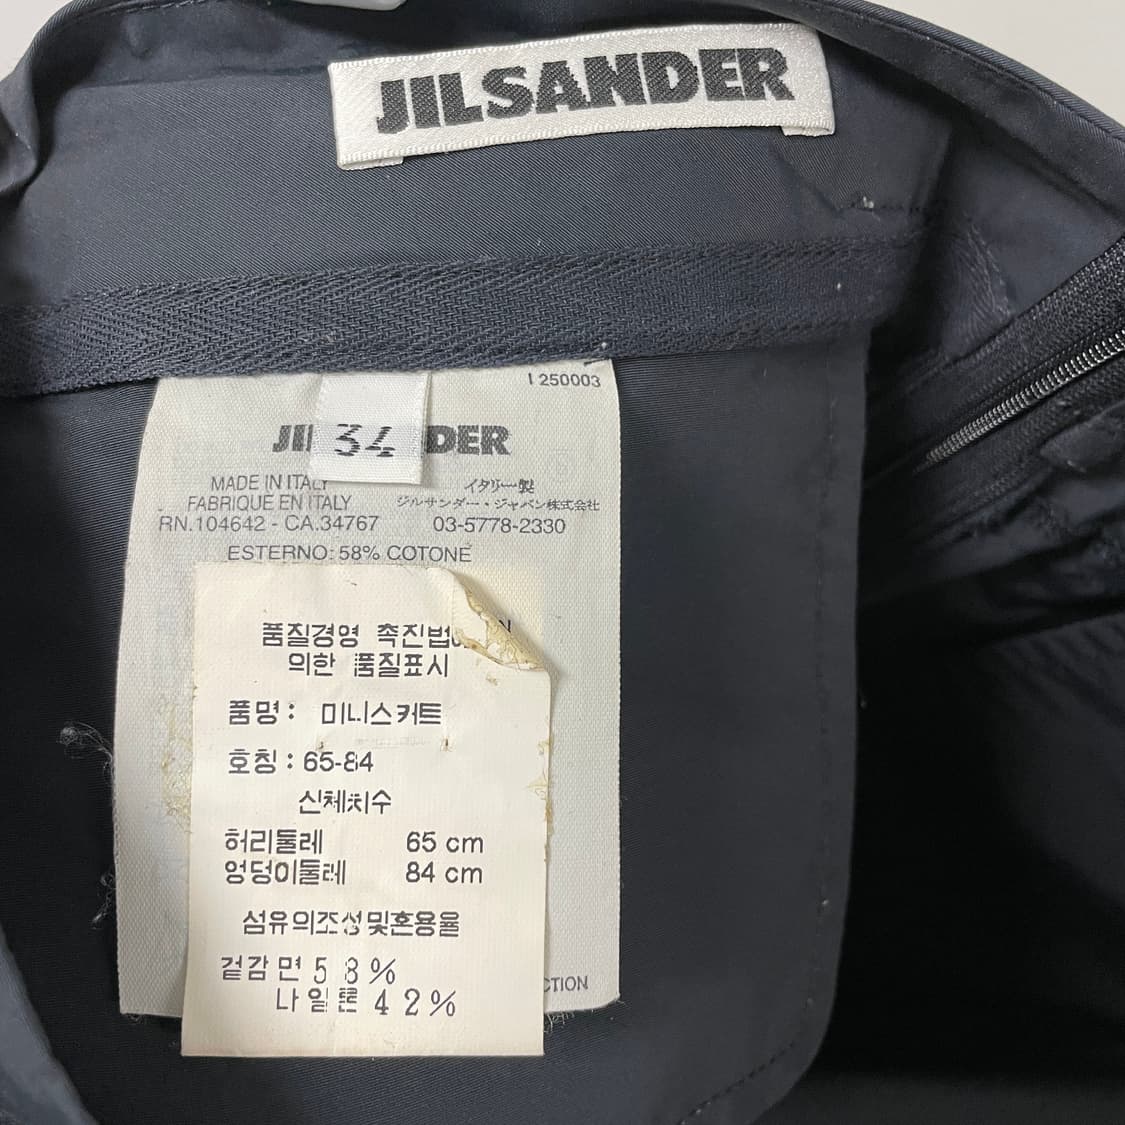 JILSANDER
I 250003
34
MADE IN ITALY
FABRIQUE EN ITALY
RN.104642 - CA.34767
イタリー製
ジルサンダー・ジャパン株式会社
03-5778-2330
ESTERNO: 58% COTONE
품질경영 촉진법
의한 품질표시
품명: 미니스커트
호칭: 65-84
신체치수
허리둘레 65 cm
엉덩이둘레 84 cm
섬유의조성및혼용율
겉감 면 58%
나일론 42%